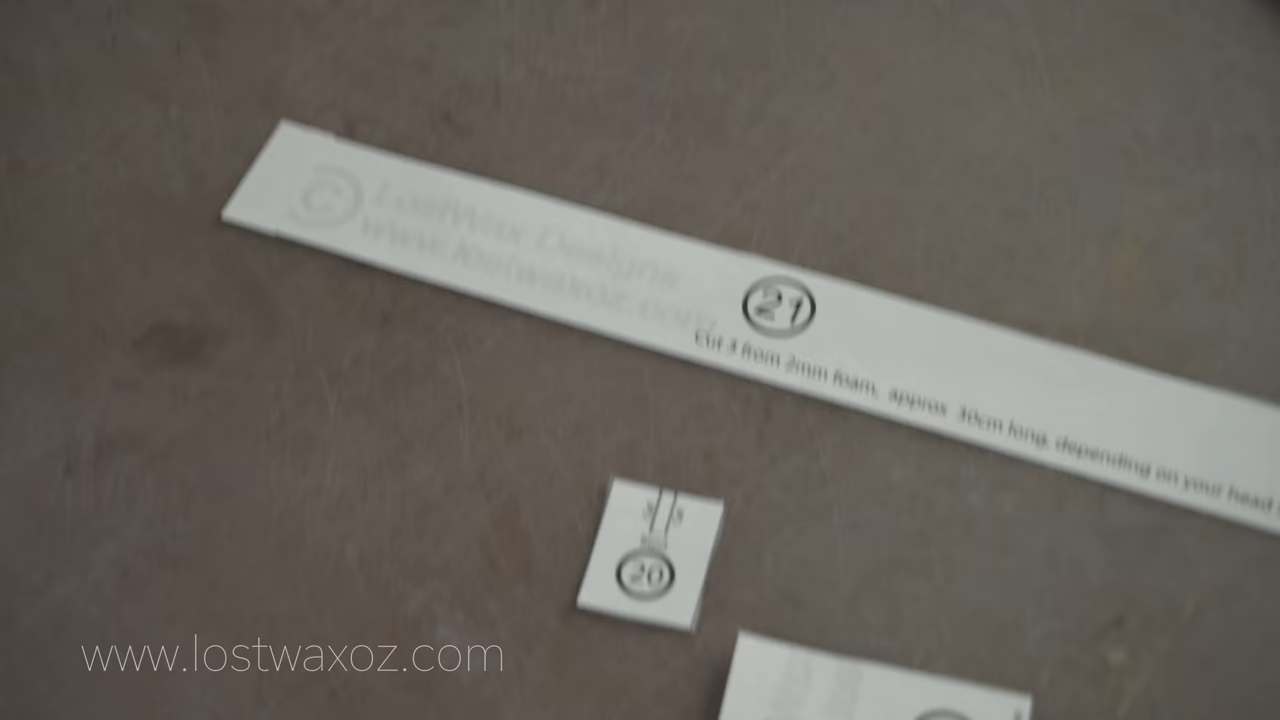 © LostWax Designs
www.lostwaxoz.com
21
Cut 3 from 2mm foam, approx 30cm long, depending on your head
20
www.lostwaxoz.com